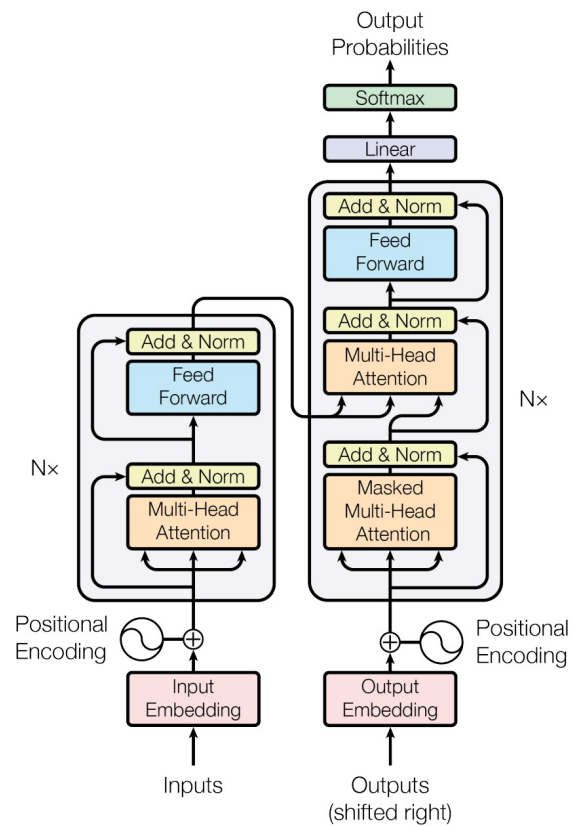 Output
Probabilities
Softmax
Linear
Add & Norm
Feed
Forward
Add & Norm
Multi-Head
Attention
Add & Norm
Masked
Multi-Head
Attention
Nx
Add & Norm
Feed
Forward
Add & Norm
Multi-Head
Attention
Nx
Positional
Encoding
Positional
Encoding
Input
Embedding
Output
Embedding
Inputs
Outputs
(shifted right)